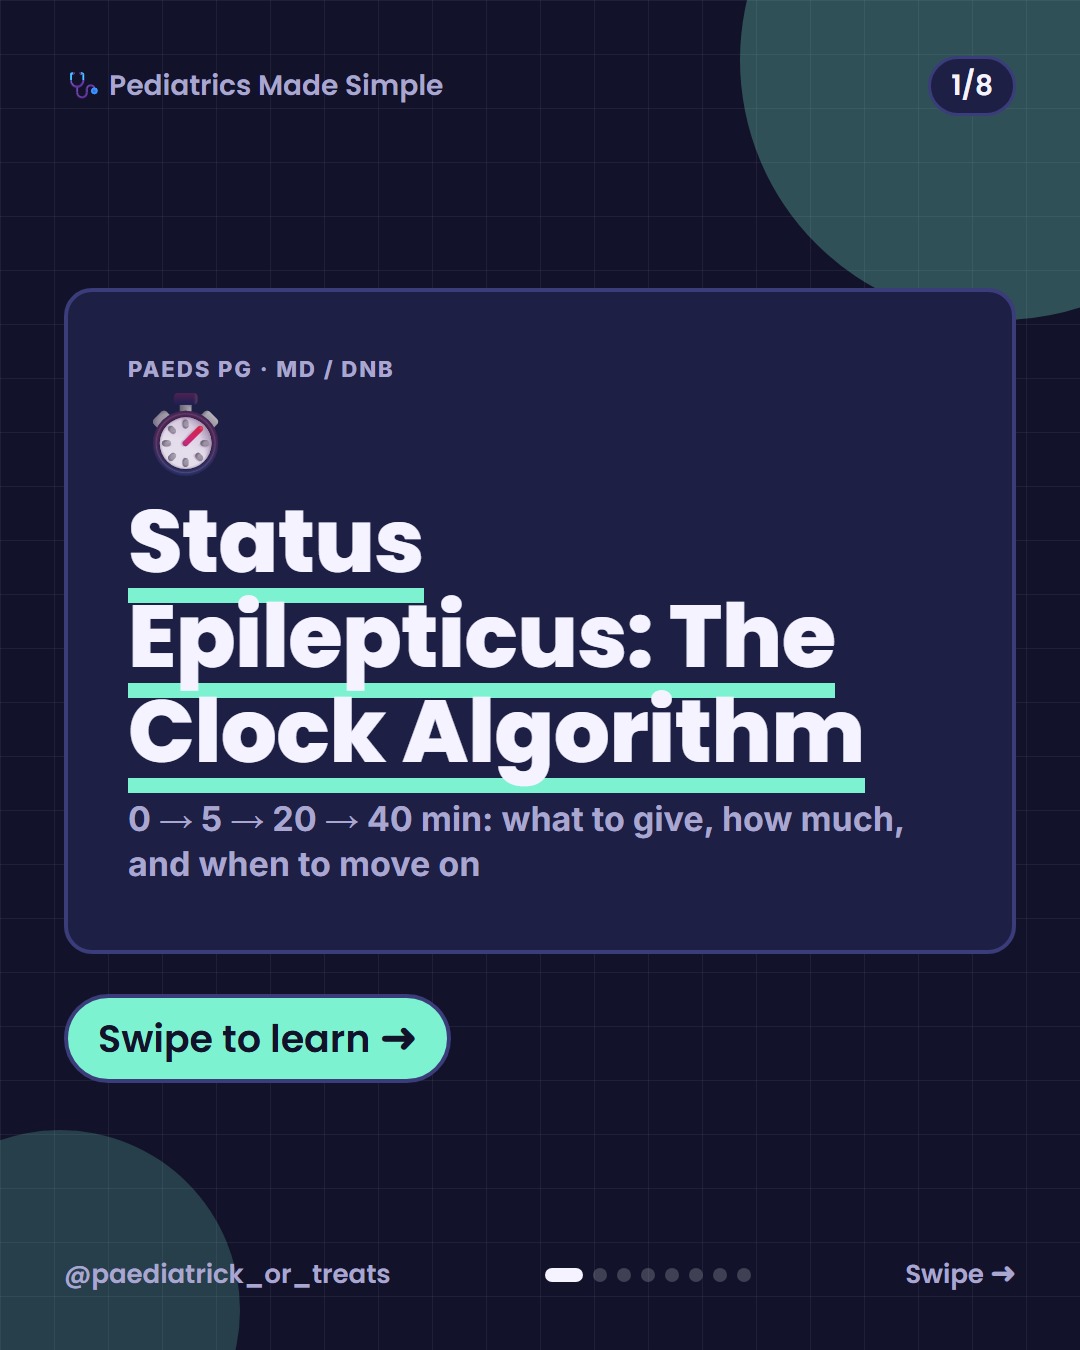 🩺 Pediatrics Made Simple
1/8
PAEDS PG · MD / DNB
Status
Epilepticus: The
Clock Algorithm
0 → 5 → 20 → 40 min: what to give, how much,
and when to move on
Swipe to learn →
@paediatrick_or_treats
Swipe →